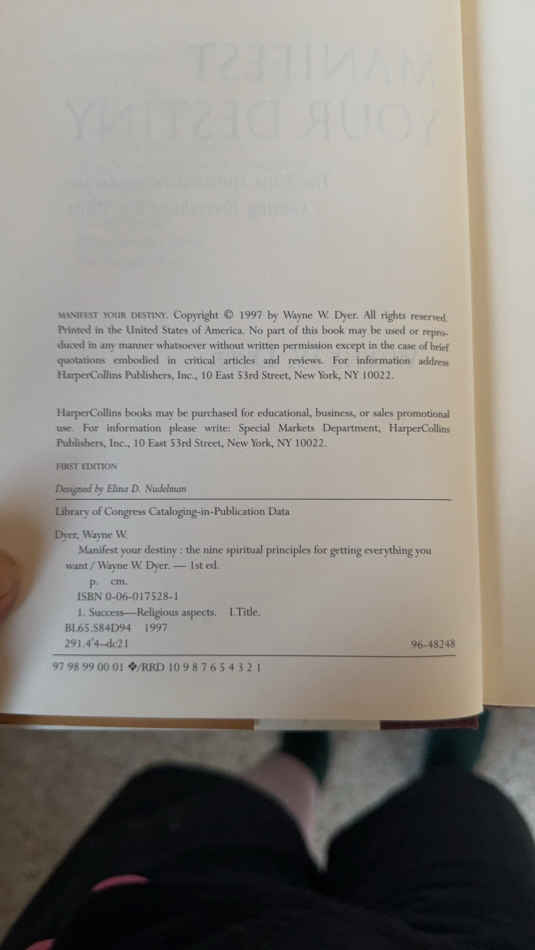 MANIFEST
YOUR DESTINY
MANIFEST YOUR DESTINY. Copyright © 1997 by Wayne W. Dyer. All rights reserved.
Printed in the United States of America. No part of this book may be used or repro-
duced in any manner whatsoever without written permission except in the case of brief
quotations embodied in critical articles and reviews. For information address
HarperCollins Publishers, Inc., 10 East 53rd Street, New York, NY 10022.
HarperCollins books may be purchased for educational, business, or sales promotional
use. For information please write: Special Markets Department, HarperCollins
Publishers, Inc., 10 East 53rd Street, New York, NY 10022.
FIRST EDITION
Designed by Elina D. Nudelman
Library of Congress Cataloging-in-Publication Data
Dyer, Wayne W.
Manifest your destiny : the nine spiritual principles for getting everything you
want / Wayne W. Dyer. — 1st ed.
p. cm.
ISBN 0-06-017528-1
1. Success—Religious aspects. I.Title.
BL65.S84D94 1997
291.4'4–dc21 96-48248
97 98 99 00 01 ❖/RRD 10 9 8 7 6 5 4 3 2 1